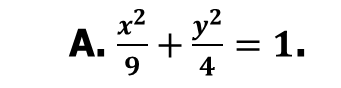 A. x²/9 + y²/4 = 1.